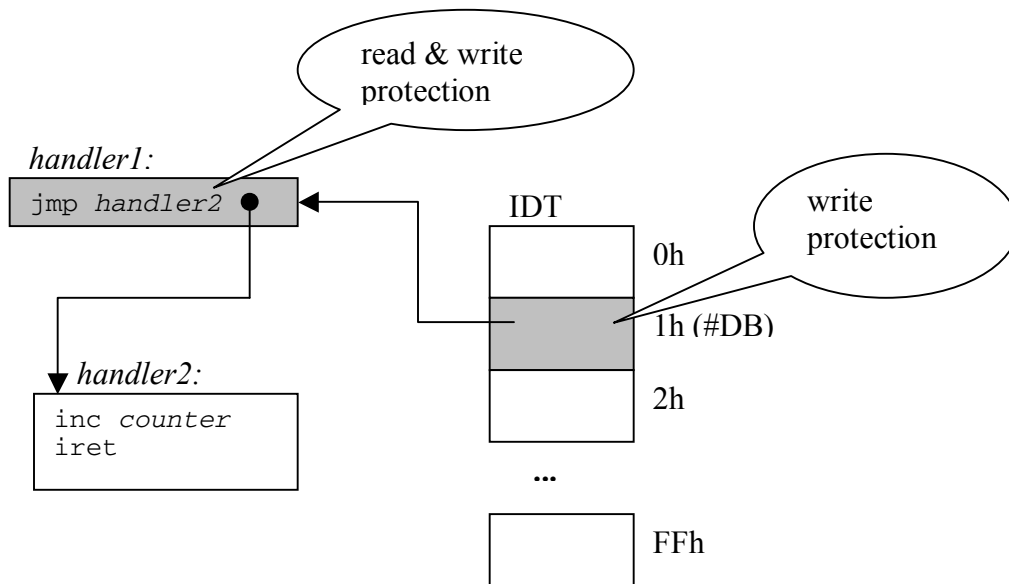 read & write
protection
handler1:
jmp handler2
IDT
write
protection
0h
1h (#DB)
handler2:
2h
inc counter
iret
...
FFh